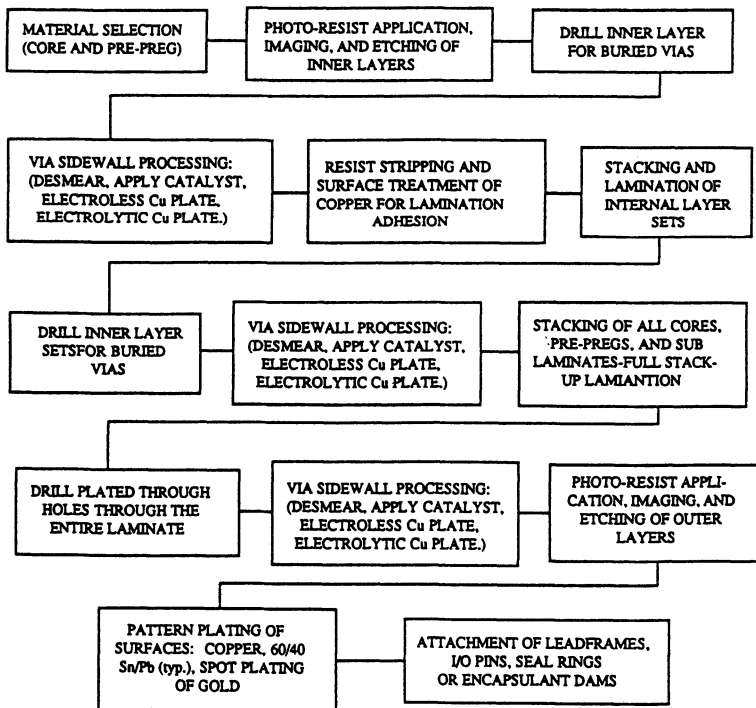 MATERIAL SELECTION
(CORE AND PRE-PREG)
PHOTO-RESIST APPLICATION,
IMAGING, AND ETCHING OF
INNER LAYERS
DRILL INNER LAYER
FOR BURIED VIAS
VIA SIDEWALL PROCESSING:
(DESMEAR, APPLY CATALYST,
ELECTROLESS Cu PLATE,
ELECTROLYTIC Cu PLATE.)
RESIST STRIPPING AND
SURFACE TREATMENT OF
COPPER FOR LAMINATION
ADHESION
STACKING AND
LAMINATION OF
INTERNAL LAYER
SETS
DRILL INNER LAYER
SETSFOR BURIED
VIAS
VIA SIDEWALL PROCESSING:
(DESMEAR, APPLY CATALYST,
ELECTROLESS Cu PLATE,
ELECTROLYTIC Cu PLATE.)
STACKING OF ALL CORES,
PRE-PREGS, AND SUB
LAMINATES-FULL STACK-
UP LAMIANTION
DRILL PLATED THROUGH
HOLES THROUGH THE
ENTIRE LAMINATE
VIA SIDEWALL PROCESSING:
(DESMEAR, APPLY CATALYST,
ELECTROLESS Cu PLATE,
ELECTROLYTIC Cu PLATE.)
PHOTO-RESIST APPLI-
CATION, IMAGING, AND
ETCHING OF OUTER
LAYERS
PATTERN PLATING OF
SURFACES: COPPER, 60/40
Sn/Pb (typ.), SPOT PLATING
OF GOLD
ATTACHMENT OF LEADFRAMES,
I/O PINS, SEAL RINGS
OR ENCAPSULANT DAMS